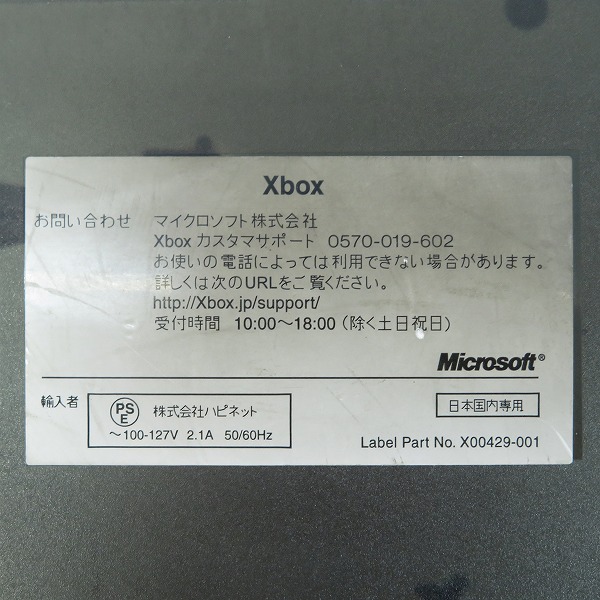 Xbox
お問い合わせ マイクロソフト株式会社
Xbox カスタマサポート 0570-019-602
お使いの電話によっては利用できない場合があります。
詳しくは次のURLをご覧ください。
http://Xbox.jp/support/
受付時間 10:00～18:00 (除く土日祝日)
Microsoft®
輸入者 PSE 株式会社ハピネット 日本国内専用
～100-127V 2.1A 50/60Hz
Label Part No. X00429-001